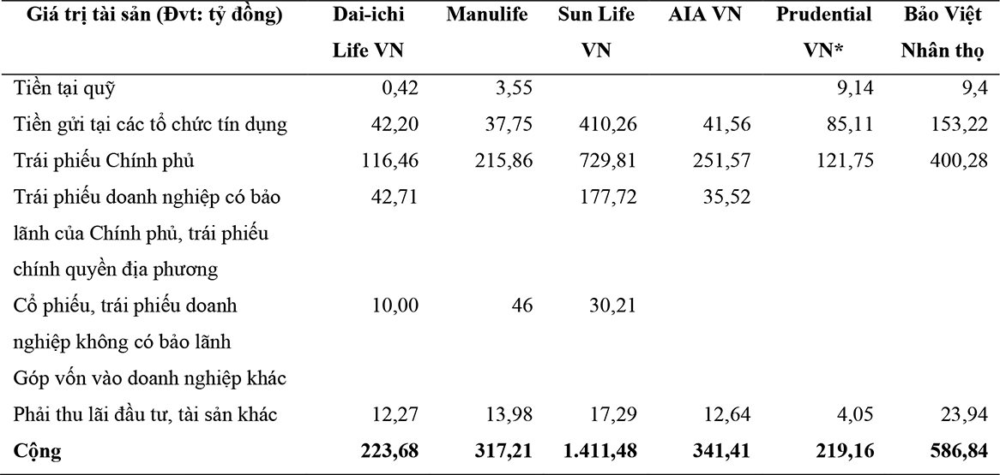 Giá trị tài sản (Đvt: tỷ đồng) Dai-ichi Manulife Sun Life AIA VN Prudential Bảo Việt
Life VN VN VN* Nhân thọ
Tiền tại quỹ 0,42 3,55 9,14 9,4
Tiền gửi tại các tổ chức tín dụng 42,20 37,75 410,26 41,56 85,11 153,22
Trái phiếu Chính phủ 116,46 215,86 729,81 251,57 121,75 400,28
Trái phiếu doanh nghiệp có bảo 42,71 177,72 35,52
lãnh của Chính phủ, trái phiếu
chính quyền địa phương
Cổ phiếu, trái phiếu doanh 10,00 46 30,21
nghiệp không có bảo lãnh
Góp vốn vào doanh nghiệp khác
Phải thu lãi đầu tư, tài sản khác 12,27 13,98 17,29 12,64 4,05 23,94
Cộng 223,68 317,21 1.411,48 341,41 219,16 586,84